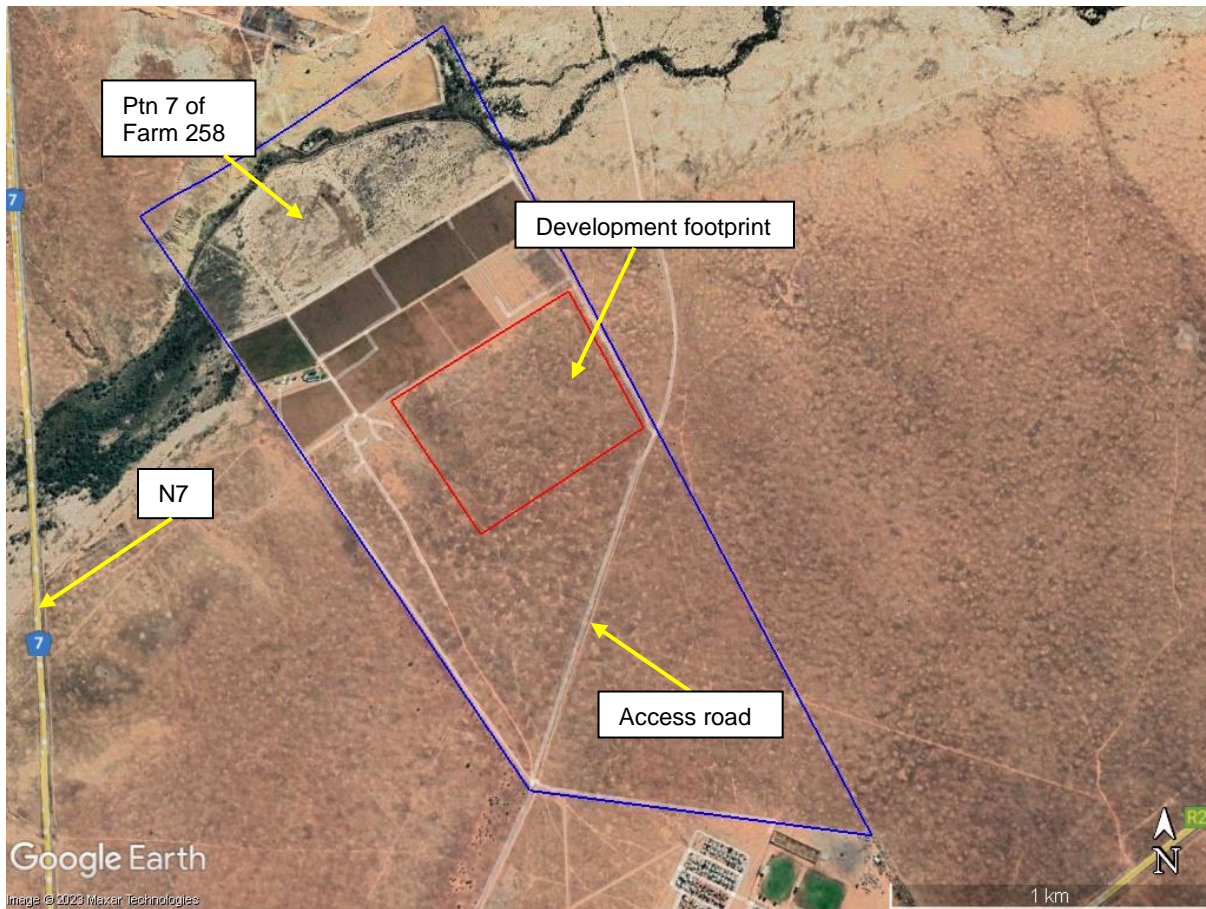 Ptn 7 of
Farm 258
7
Development footprint
N7
7
Access road
R2
N
Google Earth
1 km
Image © 2023 Maxar Technologies